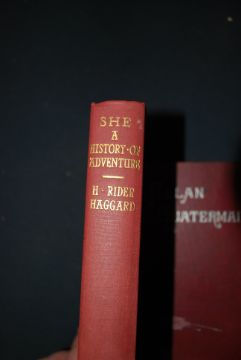 SHE
A
HISTORY·OF
ADVENTURE
H·RIDER
HAGGARD
LAN
UATERMAI